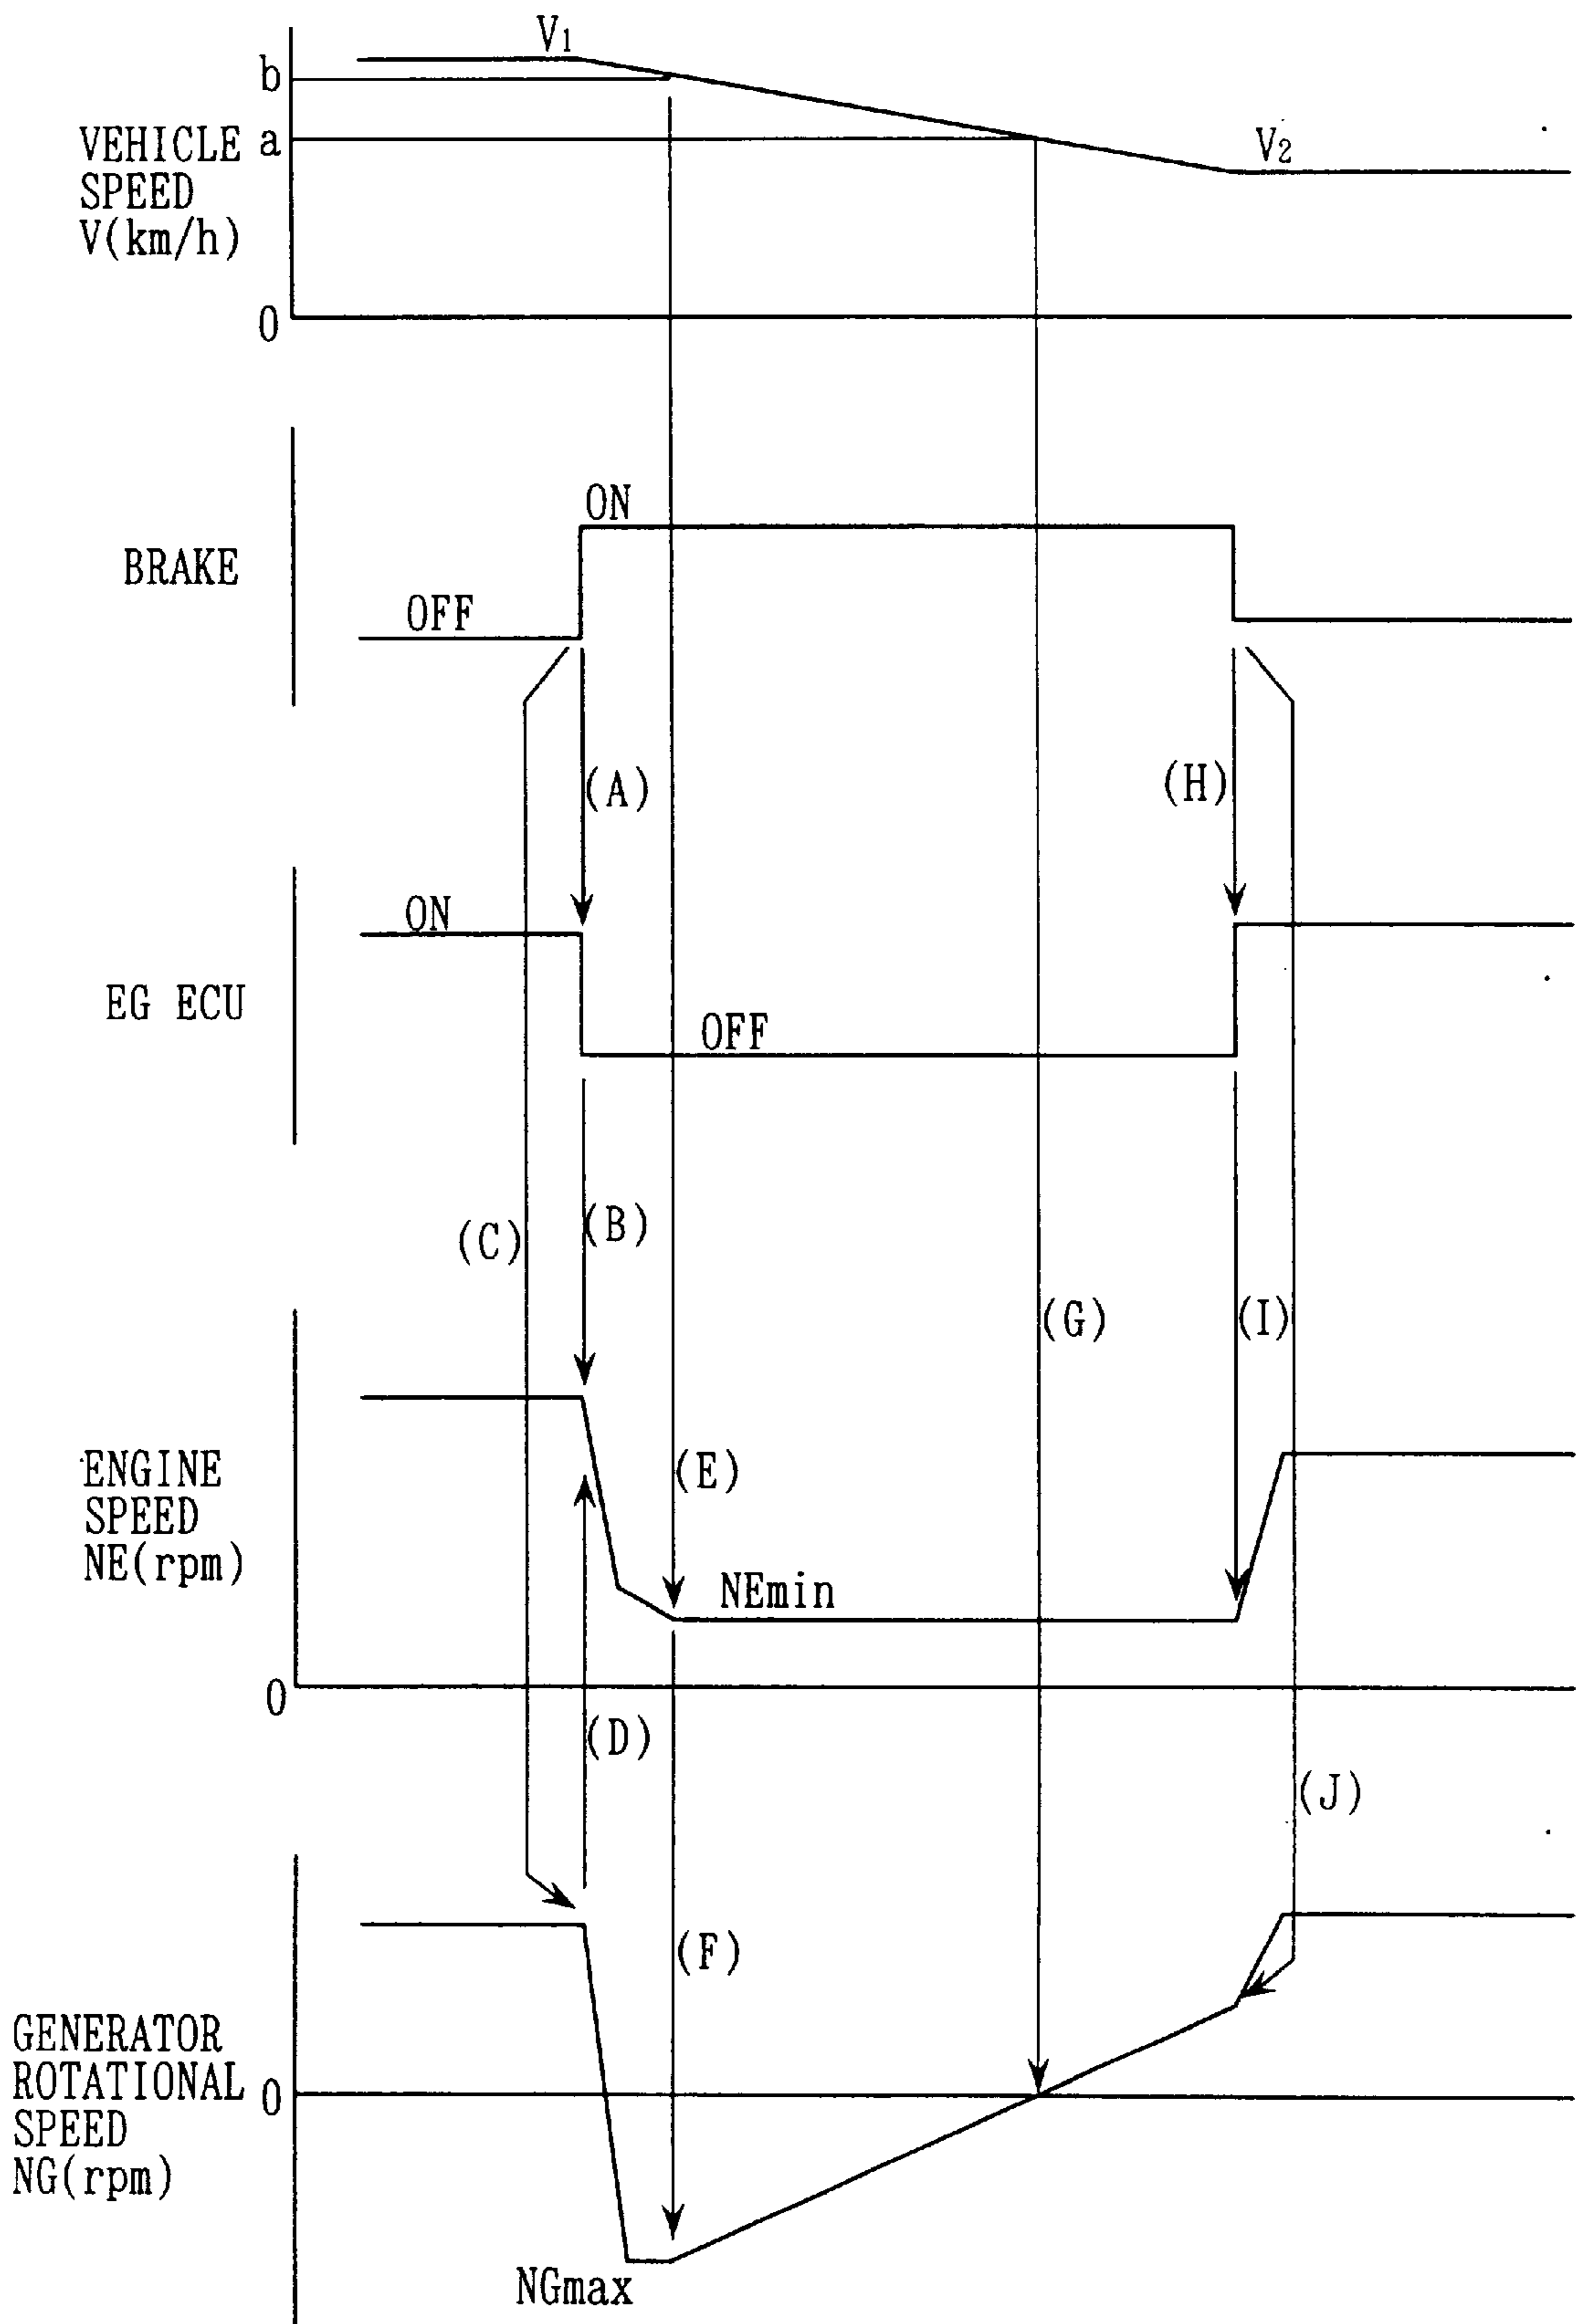 V1
b
VEHICLE
SPEED
V(km/h)
a
V2
0
BRAKE
ON
OFF
(A)
(H)
EG ECU
ON
OFF
(C)
(B)
(G)
(I)
ENGINE
SPEED
NE(rpm)
(E)
NEmin
0
(D)
(J)
(F)
GENERATOR
ROTATIONAL
SPEED
NG(rpm)
0
NGmax